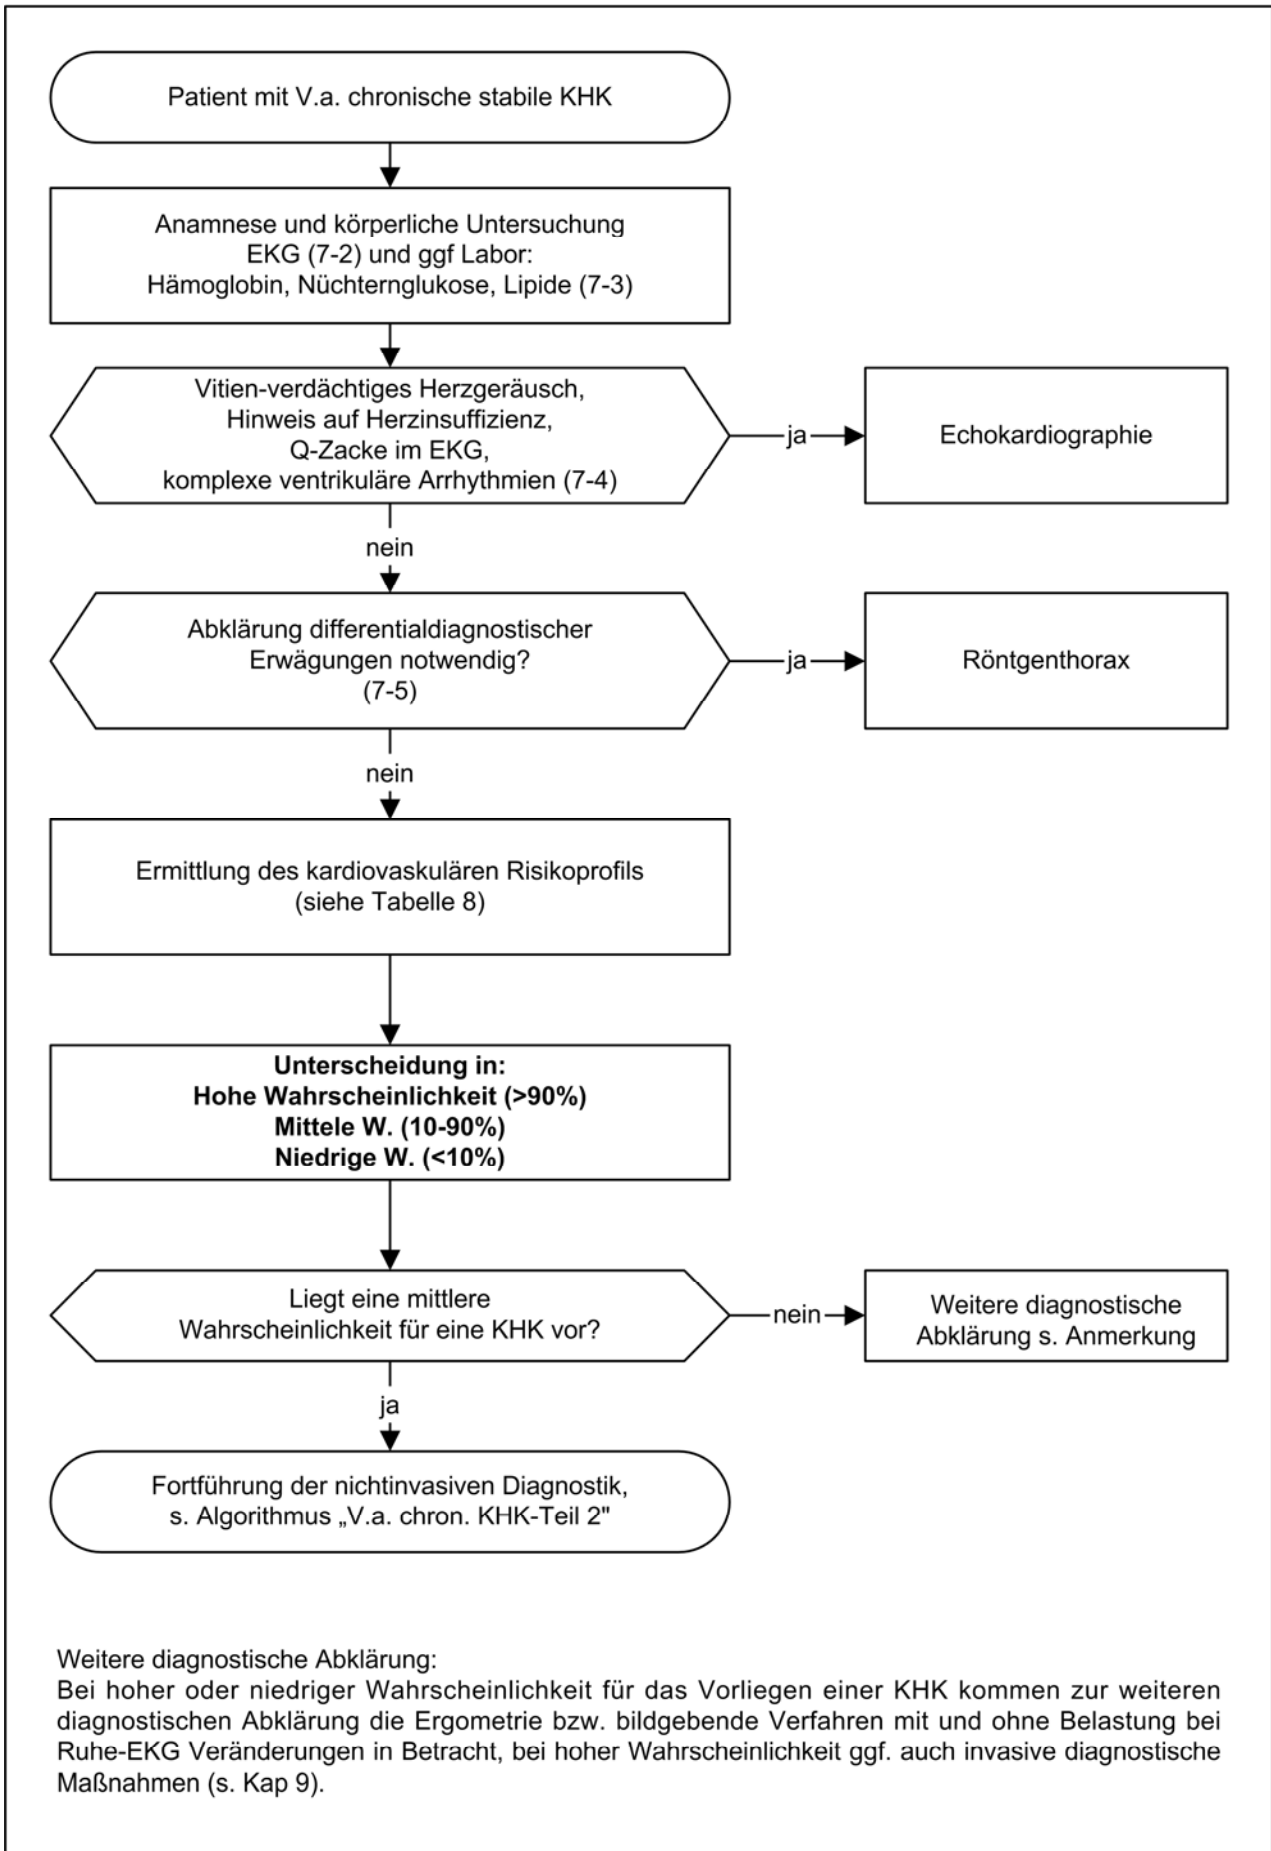 Patient mit V.a. chronische stabile KHK
Anamnese und körperliche Untersuchung
EKG (7-2) und ggf Labor:
Hämoglobin, Nüchternglukose, Lipide (7-3)
Vitien-verdächtiges Herzgeräusch,
Hinweis auf Herzinsuffizienz,
Q-Zacke im EKG,
komplexe ventrikuläre Arrhythmien (7-4)
ja
Echokardiographie
nein
Abklärung differentialdiagnostischer
Erwägungen notwendig?
(7-5)
ja
Röntgenthorax
nein
Ermittlung des kardiovaskulären Risikoprofils
(siehe Tabelle 8)
Unterscheidung in:
Hohe Wahrscheinlichkeit (>90%)
Mittele W. (10-90%)
Niedrige W. (<10%)
Liegt eine mittlere
Wahrscheinlichkeit für eine KHK vor?
nein
Weitere diagnostische
Abklärung s. Anmerkung
ja
Fortführung der nichtinvasiven Diagnostik,
s. Algorithmus „V.a. chron. KHK-Teil 2"
Weitere diagnostische Abklärung:
Bei hoher oder niedriger Wahrscheinlichkeit für das Vorliegen einer KHK kommen zur weiteren
diagnostischen Abklärung die Ergometrie bzw. bildgebende Verfahren mit und ohne Belastung bei
Ruhe-EKG Veränderungen in Betracht, bei hoher Wahrscheinlichkeit ggf. auch invasive diagnostische
Maßnahmen (s. Kap 9).